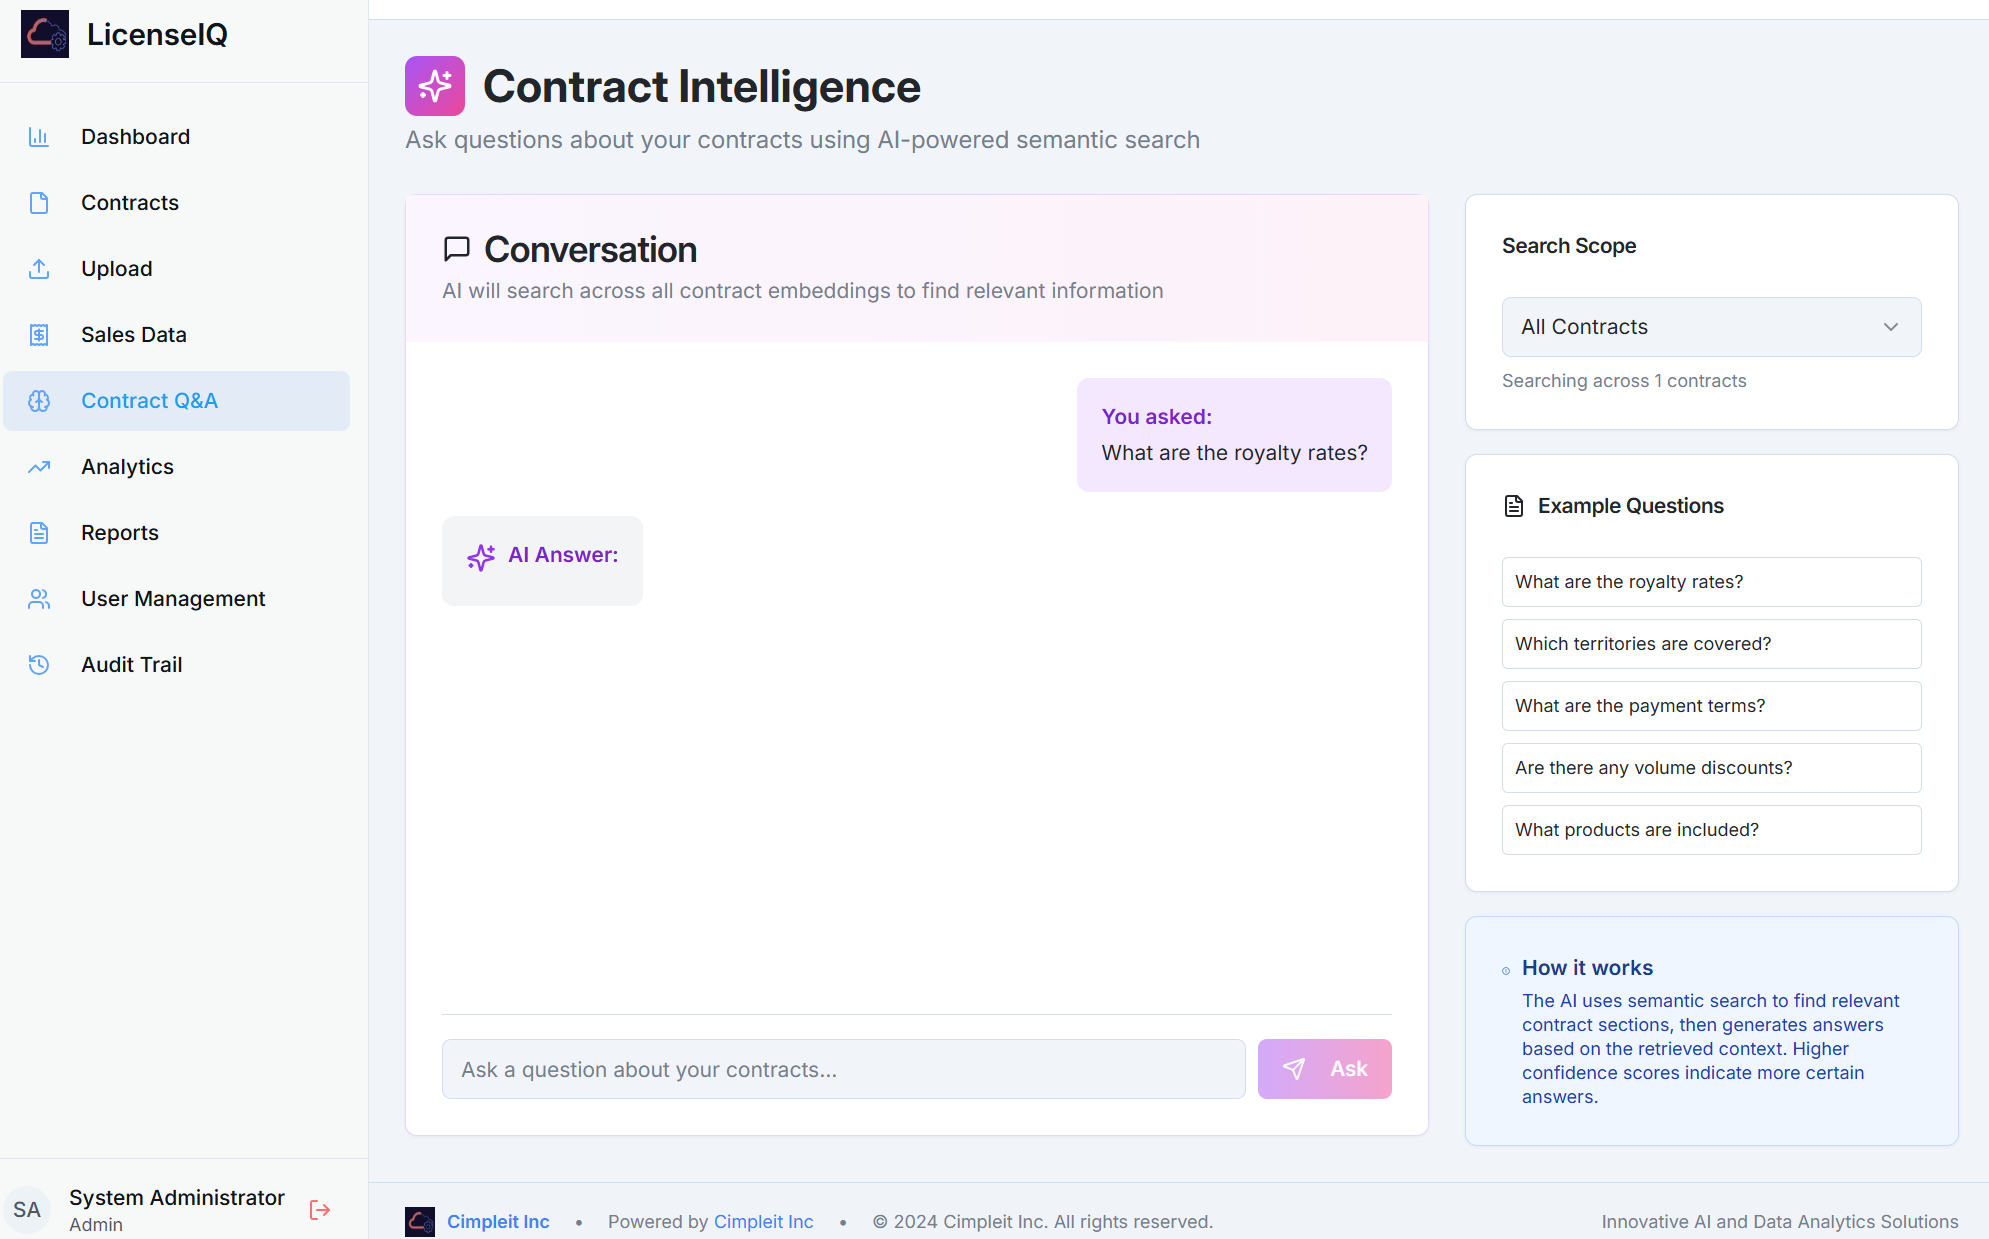 LicenseIQ
Dashboard
Contracts
Upload
Sales Data
Contract Q&A
Analytics
Reports
User Management
Audit Trail
SA
System Administrator
Admin
Contract Intelligence
Ask questions about your contracts using AI-powered semantic search
Conversation
AI will search across all contract embeddings to find relevant information
You asked:
What are the royalty rates?
AI Answer:
Ask a question about your contracts...
Ask
Search Scope
All Contracts
Searching across 1 contracts
Example Questions
What are the royalty rates?
Which territories are covered?
What are the payment terms?
Are there any volume discounts?
What products are included?
How it works
The AI uses semantic search to find relevant
contract sections, then generates answers
based on the retrieved context. Higher
confidence scores indicate more certain
answers.
Cimpleit Inc • Powered by Cimpleit Inc • © 2024 Cimpleit Inc. All rights reserved.
Innovative AI and Data Analytics Solutions